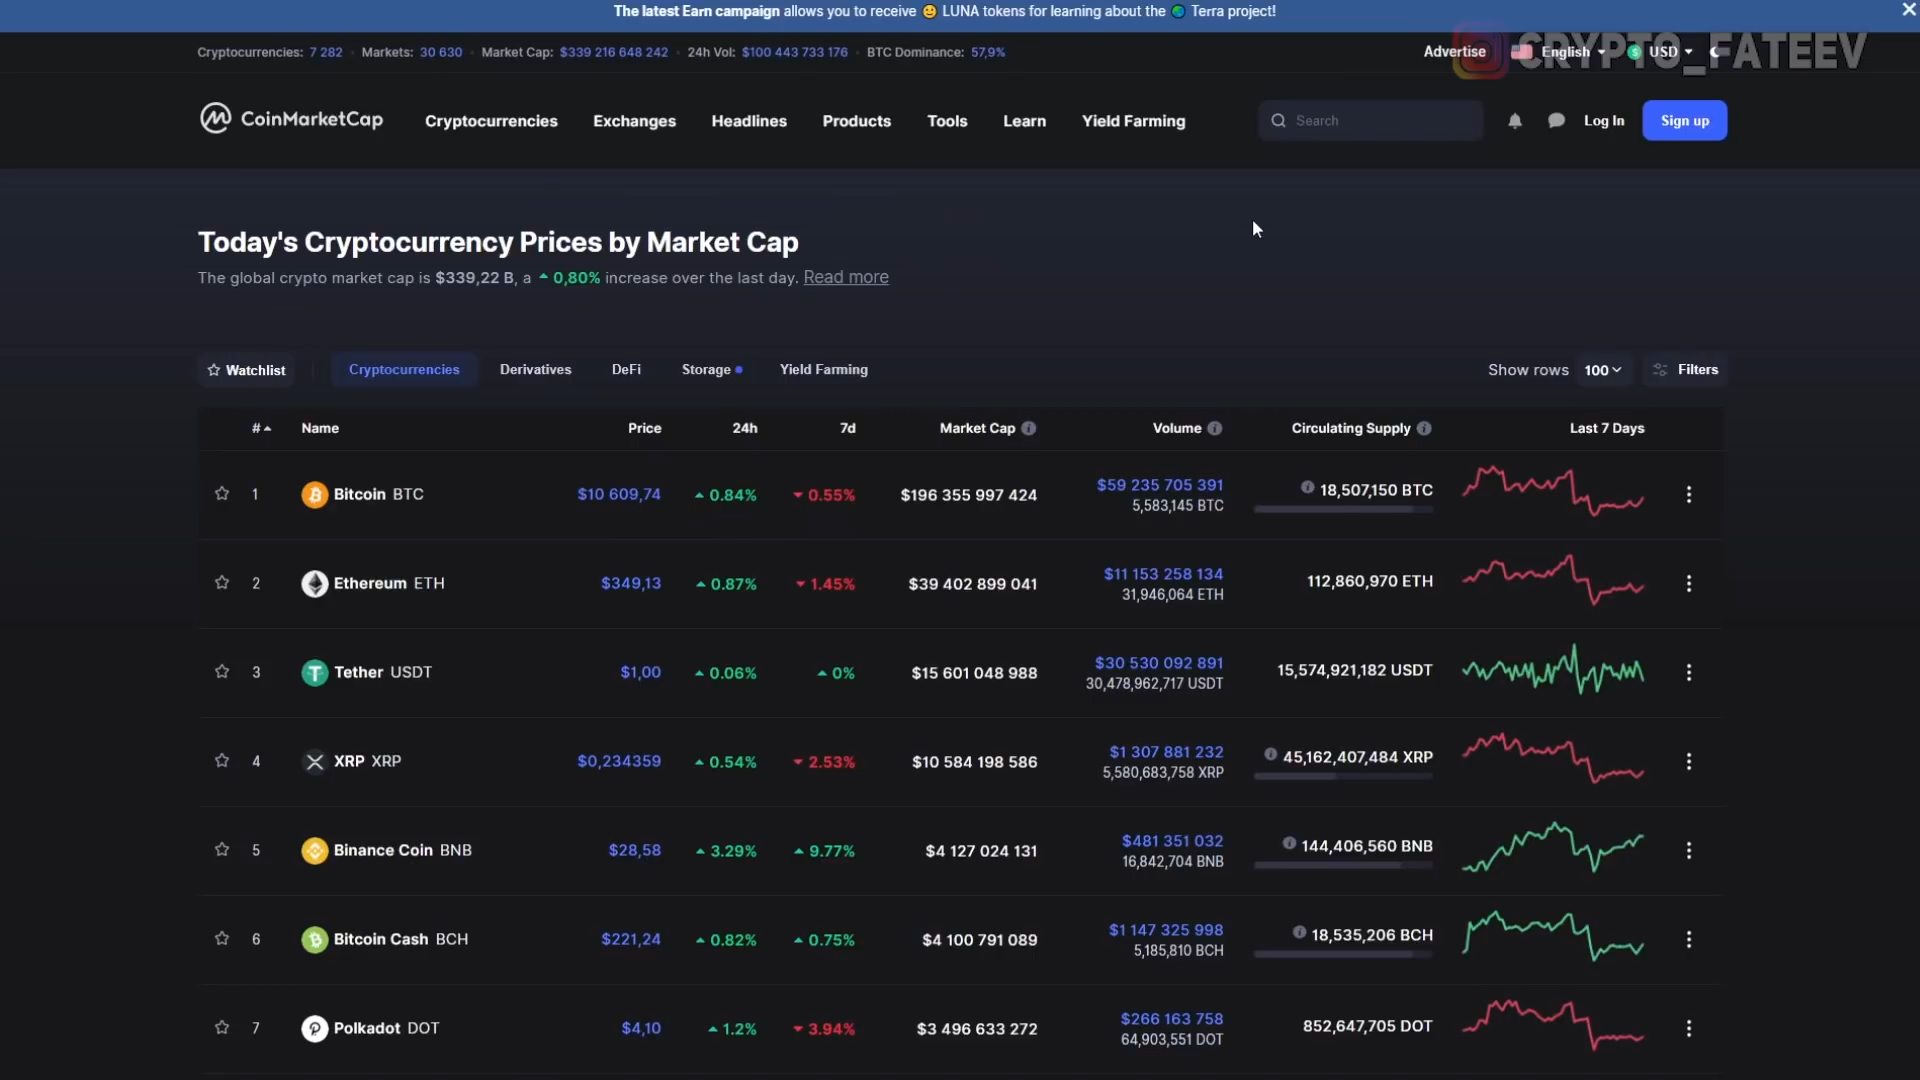 The latest Earn campaign allows you to receive 🙂 LUNA tokens for learning about the 🌏 Terra project!
Cryptocurrencies: 7 282 • Markets: 30 630 • Market Cap: $339 216 648 242 • 24h Vol: $100 443 733 176 • BTC Dominance: 57,9%
Advertise English USD
CRYPTO_FATEEV
CoinMarketCap Cryptocurrencies Exchanges Headlines Products Tools Learn Yield Farming Search Log In Sign up
Today's Cryptocurrency Prices by Market Cap
The global crypto market cap is $339,22 B, a 0,80% increase over the last day. Read more
Watchlist Cryptocurrencies Derivatives DeFi Storage Yield Farming Show rows 100 Filters
# Name Price 24h 7d Market Cap Volume Circulating Supply Last 7 Days
1 Bitcoin BTC $10 609,74 0.84% 0.55% $196 355 997 424 $59 235 705 391 18,507,150 BTC
5,583,145 BTC
2 Ethereum ETH $349,13 0.87% 1.45% $39 402 899 041 $11 153 258 134 112,860,970 ETH
31,946,064 ETH
3 Tether USDT $1,00 0.06% 0% $15 601 048 988 $30 530 092 891 15,574,921,182 USDT
30,478,962,717 USDT
4 XRP XRP $0,234359 0.54% 2.53% $10 584 198 586 $1 307 881 232 45,162,407,484 XRP
5,580,683,758 XRP
5 Binance Coin BNB $28,58 3.29% 9.77% $4 127 024 131 $481 351 032 144,406,560 BNB
16,842,704 BNB
6 Bitcoin Cash BCH $221,24 0.82% 0.75% $4 100 791 089 $1 147 325 998 18,535,206 BCH
5,185,810 BCH
7 Polkadot DOT $4,10 1.2% 3.94% $3 496 633 272 $266 163 758 852,647,705 DOT
64,903,551 DOT